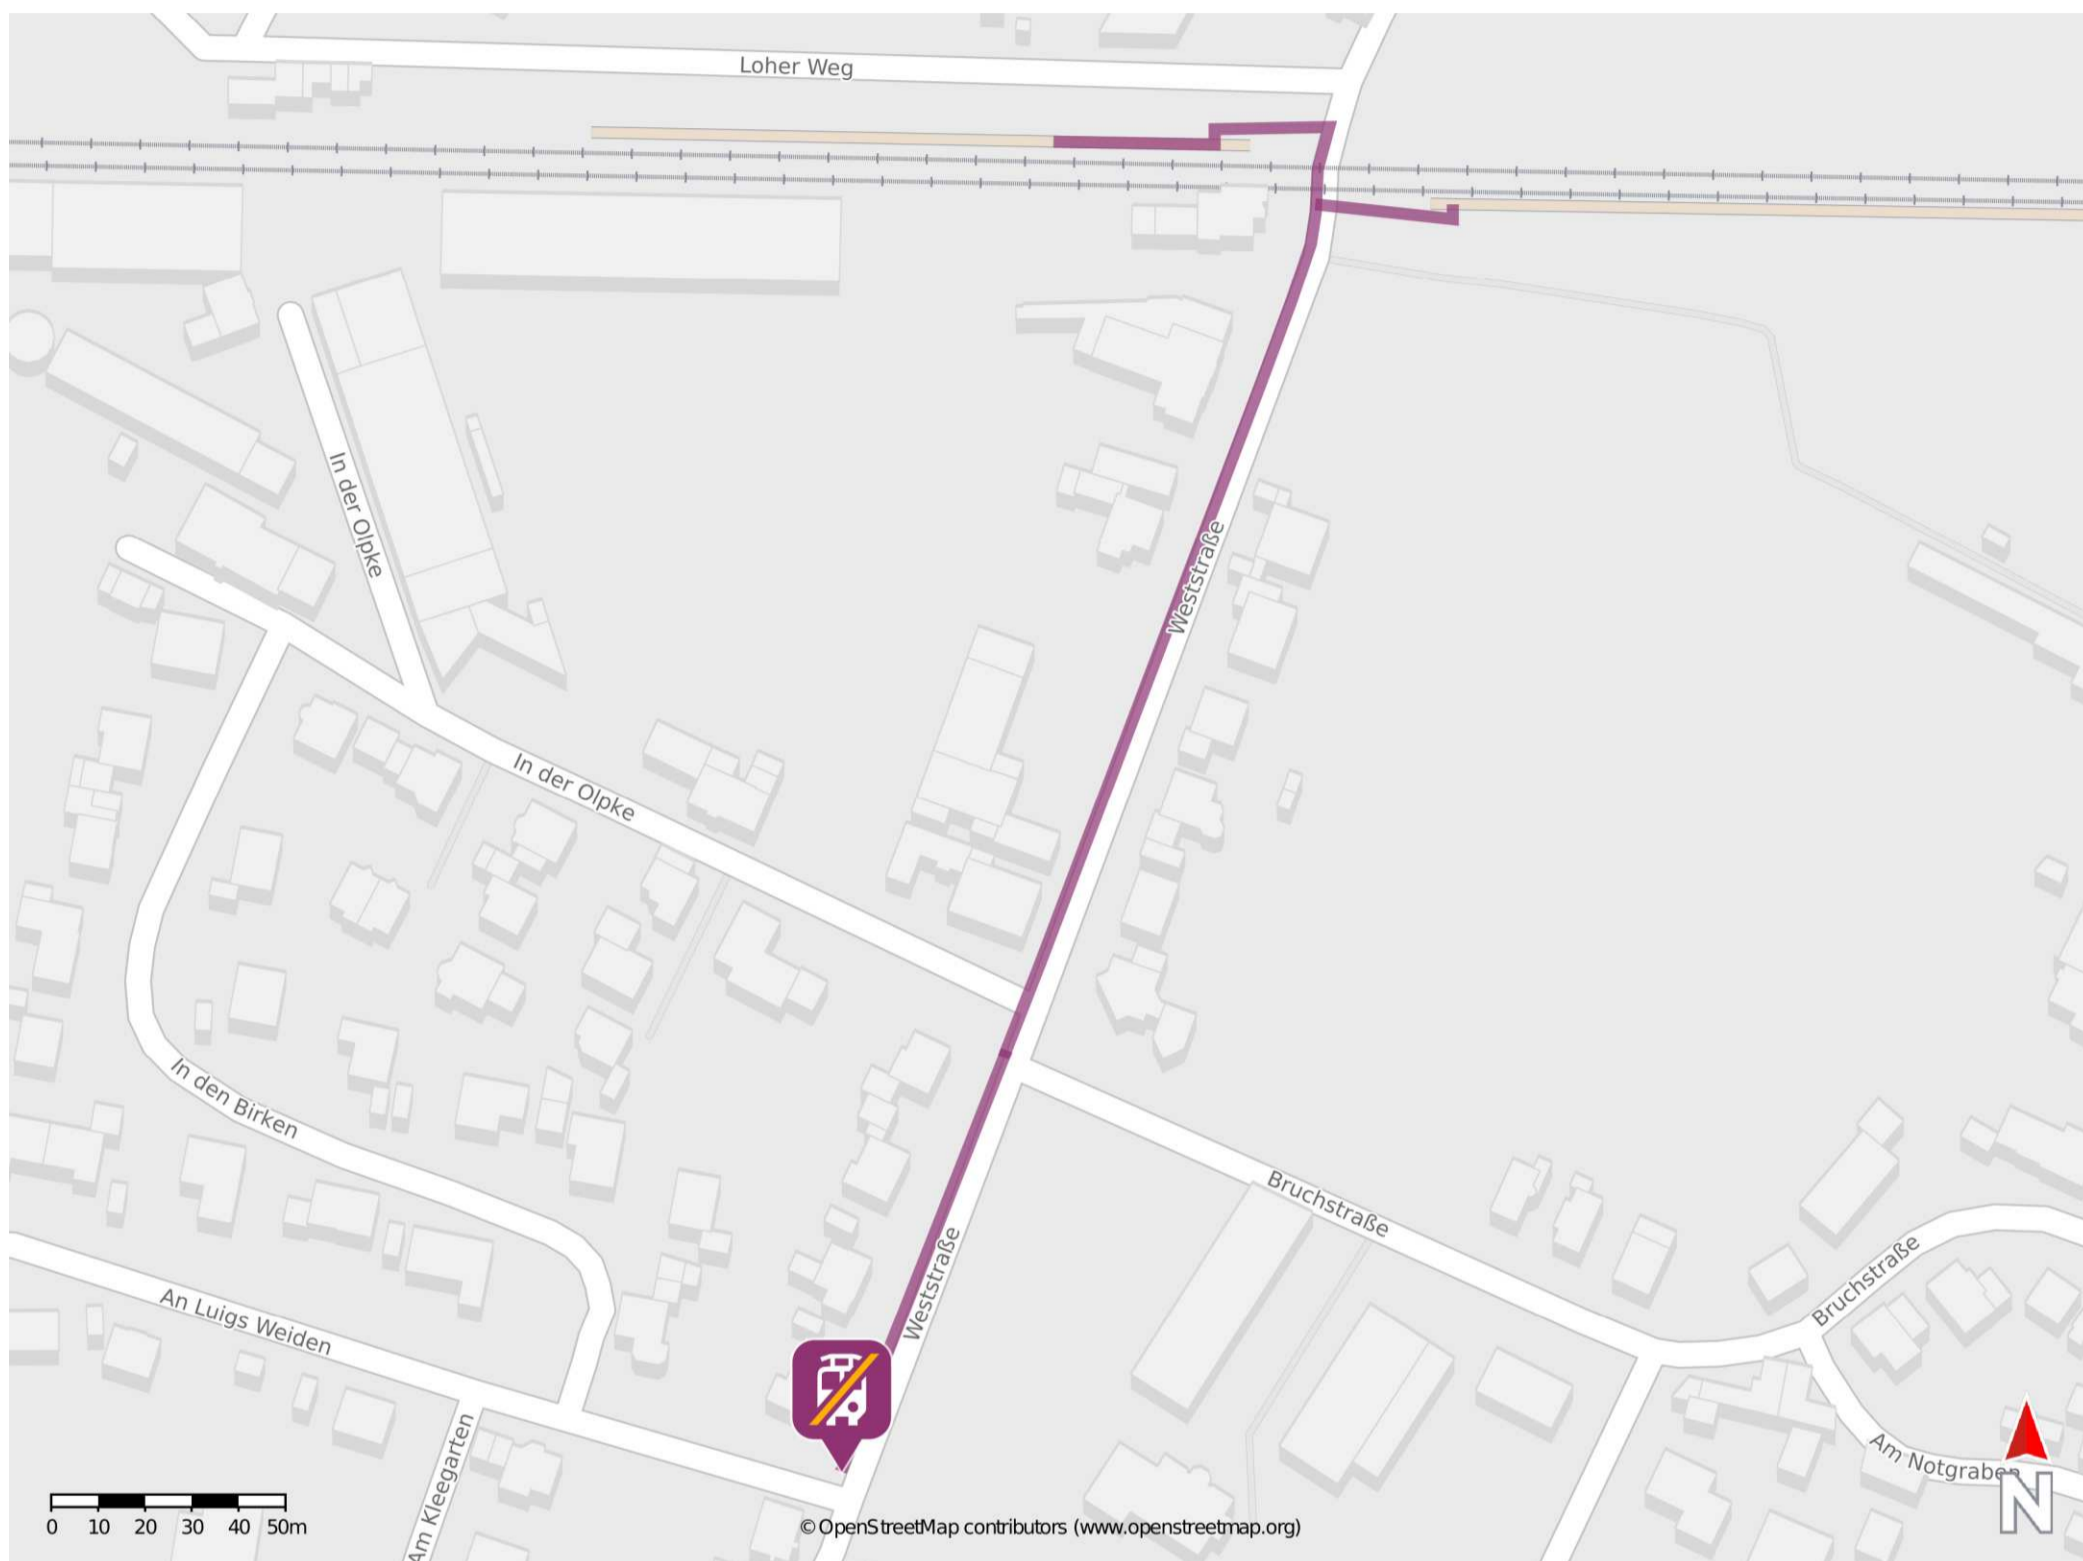 Loher Weg
In der Olpke
Weststraße
In der Olpke
In den Birken
Bruchstraße
Bruchstraße
Weststraße
An Luigs Weiden
Am Kleegarten
Am Notgraben
N
0 10 20 30 40 50m
© OpenStreetMap contributors (www.openstreetmap.org)